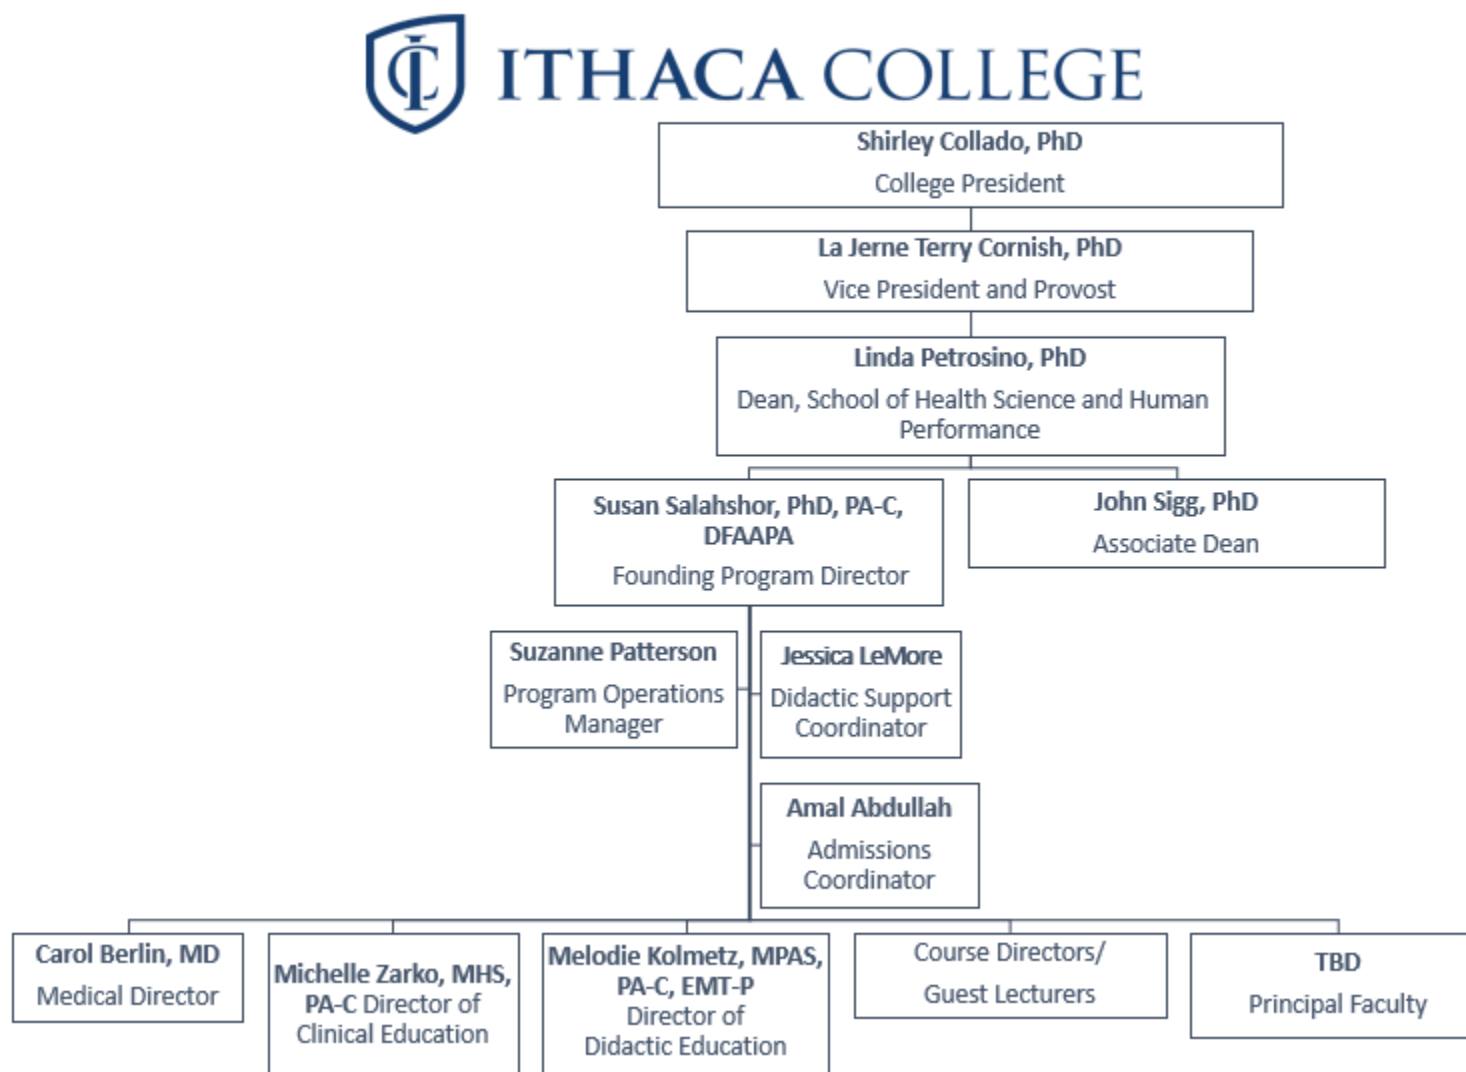 ITHACA COLLEGE
Shirley Collado, PhD
College President
La Jerne Terry Cornish, PhD
Vice President and Provost
Linda Petrosino, PhD
Dean, School of Health Science and Human
Performance
Susan Salahshor, PhD, PA-C,
DFAAPA
Founding Program Director
John Sigg, PhD
Associate Dean
Suzanne Patterson
Program Operations
Manager
Jessica LeMore
Didactic Support
Coordinator
Amal Abdullah
Admissions
Coordinator
Carol Berlin, MD
Medical Director
Michelle Zarko, MHS,
PA-C Director of
Clinical Education
Melodie Kolmetz, MPAS,
PA-C, EMT-P
Director of
Didactic Education
Course Directors/
Guest Lecturers
TBD
Principal Faculty